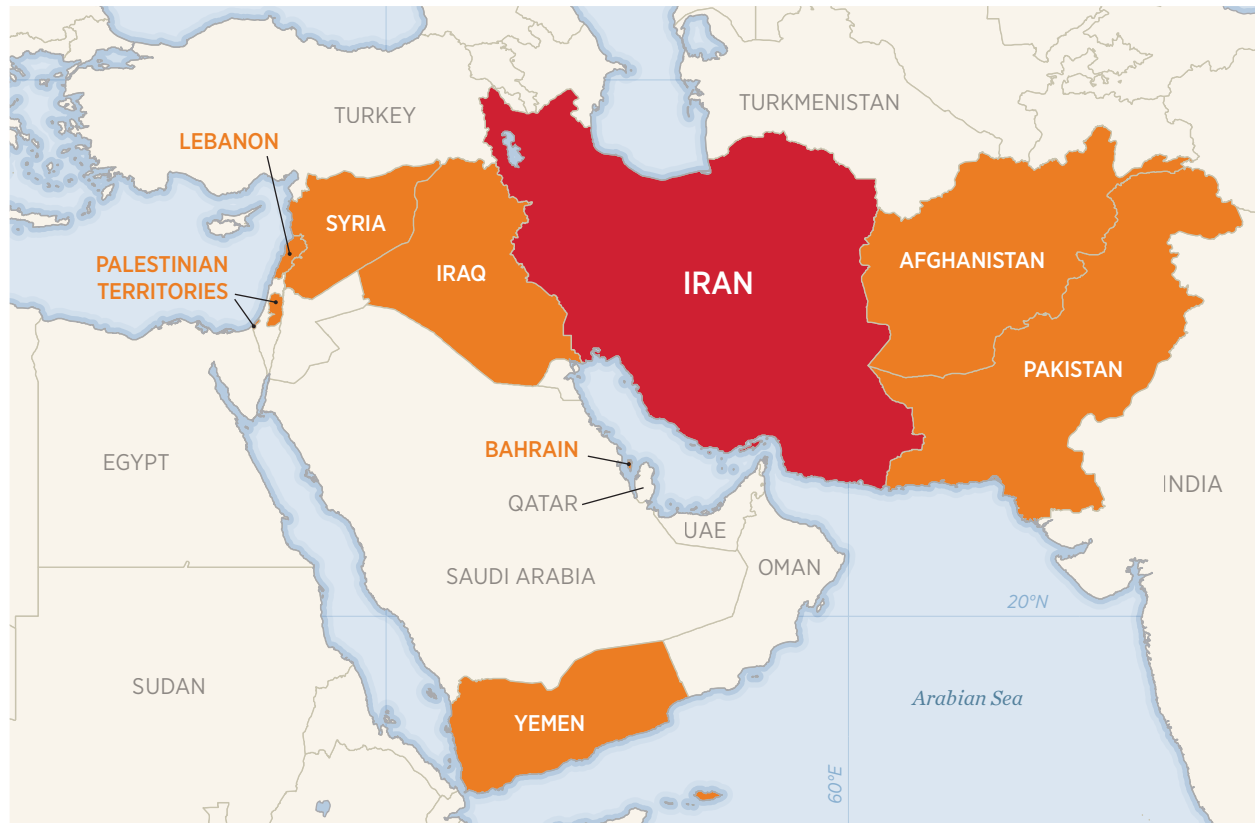 TURKEY
TURKMENISTAN
LEBANON
SYRIA
PALESTINIAN
TERRITORIES
IRAQ
IRAN
AFGHANISTAN
PAKISTAN
BAHRAIN
EGYPT
QATAR
INDIA
UAE
SAUDI ARABIA
OMAN
20°N
SUDAN
Arabian Sea
YEMEN
60°E